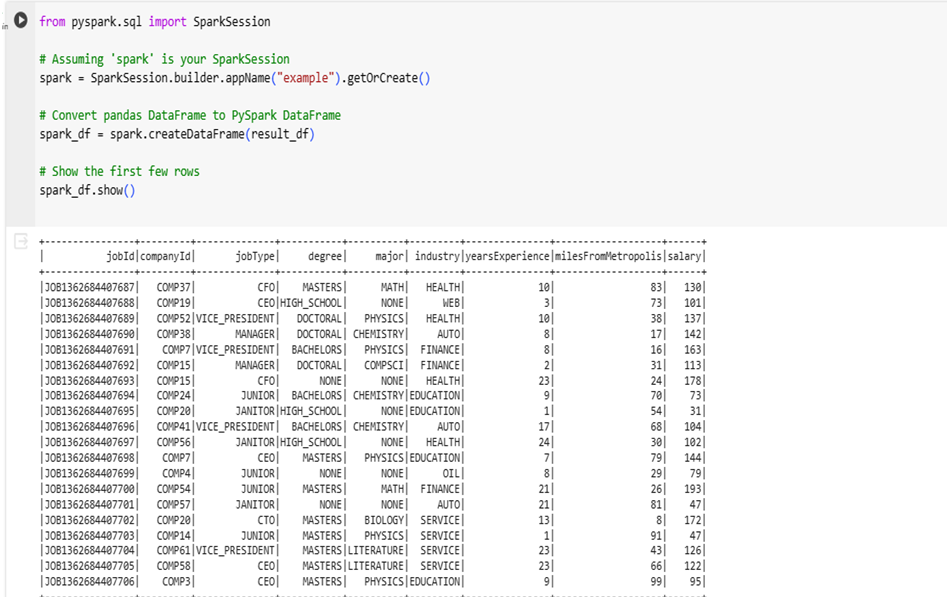 in
from pyspark.sql import SparkSession
# Assuming 'spark' is your SparkSession
spark = SparkSession.builder.appName("example").getOrCreate()
# Convert pandas DataFrame to PySpark DataFrame
spark_df = spark.createDataFrame(result_df)
# Show the first few rows
spark_df.show()
+----------------+---------+--------------+-----------+----------+---------+---------------+-------------------+------+
|           jobId|companyId|       jobType|     degree|     major| industry|yearsExperience|milesFromMetropolis|salary|
+----------------+---------+--------------+-----------+----------+---------+---------------+-------------------+------+
|JOB1362684407687|   COMP37|           CFO|    MASTERS|      MATH|   HEALTH|             10|                 83|   130|
|JOB1362684407688|   COMP19|           CEO|HIGH_SCHOOL|      NONE|      WEB|              3|                 73|   101|
|JOB1362684407689|   COMP52|VICE_PRESIDENT|   DOCTORAL|   PHYSICS|   HEALTH|             10|                 38|   137|
|JOB1362684407690|   COMP38|       MANAGER|   DOCTORAL| CHEMISTRY|     AUTO|              8|                 17|   142|
|JOB1362684407691|    COMP7|VICE_PRESIDENT|  BACHELORS|   PHYSICS|  FINANCE|              8|                 16|   163|
|JOB1362684407692|   COMP15|       MANAGER|   DOCTORAL|   COMPSCI|  FINANCE|              2|                 31|   113|
|JOB1362684407693|   COMP15|           CFO|       NONE|      NONE|   HEALTH|             23|                 24|   178|
|JOB1362684407694|   COMP24|        JUNIOR|  BACHELORS| CHEMISTRY|EDUCATION|              9|                 70|    73|
|JOB1362684407695|   COMP20|       JANITOR|HIGH_SCHOOL|      NONE|EDUCATION|              1|                 54|    31|
|JOB1362684407696|   COMP41|VICE_PRESIDENT|  BACHELORS| CHEMISTRY|     AUTO|             17|                 68|   104|
|JOB1362684407697|   COMP56|       JANITOR|HIGH_SCHOOL|      NONE|   HEALTH|             24|                 30|   102|
|JOB1362684407698|    COMP7|           CEO|    MASTERS|   PHYSICS|EDUCATION|              7|                 79|   144|
|JOB1362684407699|    COMP4|        JUNIOR|       NONE|      NONE|      OIL|              8|                 29|    79|
|JOB1362684407700|   COMP54|        JUNIOR|    MASTERS|      MATH|  FINANCE|             21|                 26|   193|
|JOB1362684407701|   COMP57|       JANITOR|       NONE|      NONE|     AUTO|             21|                 81|    47|
|JOB1362684407702|   COMP20|           CTO|    MASTERS|   BIOLOGY|  SERVICE|             13|                  8|   172|
|JOB1362684407703|   COMP14|        JUNIOR|    MASTERS|   PHYSICS|  SERVICE|              1|                 91|    47|
|JOB1362684407704|   COMP61|VICE_PRESIDENT|    MASTERS|LITERATURE|  SERVICE|             23|                 43|   126|
|JOB1362684407705|   COMP58|           CEO|    MASTERS|LITERATURE|  SERVICE|             23|                 66|   122|
|JOB1362684407706|    COMP3|           CEO|    MASTERS|   PHYSICS|EDUCATION|              9|                 99|    95|
+----------------+---------+--------------+-----------+----------+---------+---------------+-------------------+------+